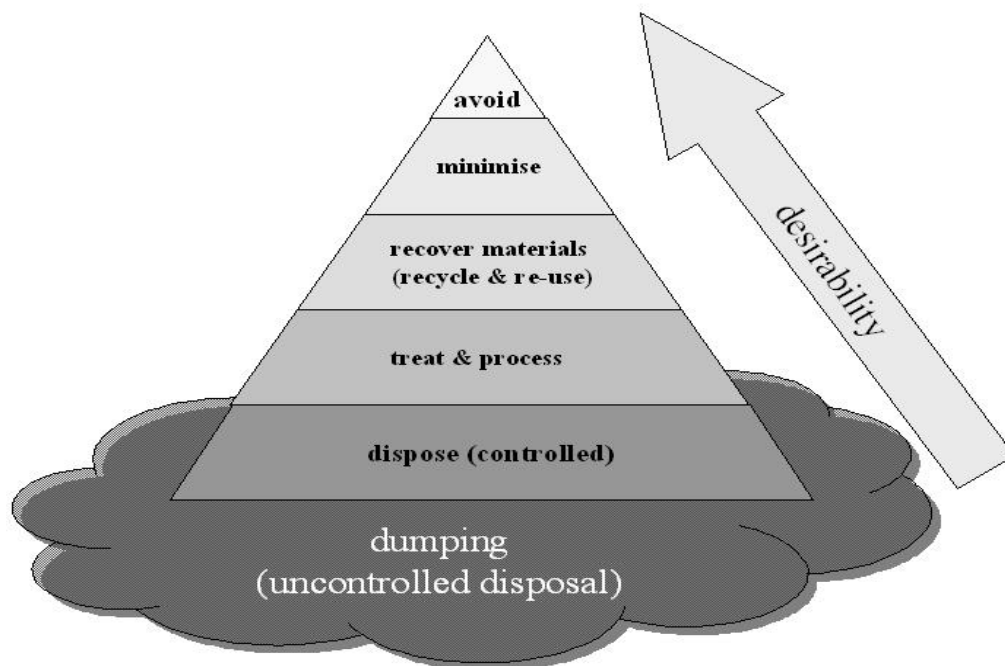 avoid
minimise
recover materials
(recycle & re-use)
treat & process
dispose (controlled)
dumping
(uncontrolled disposal)
desirability